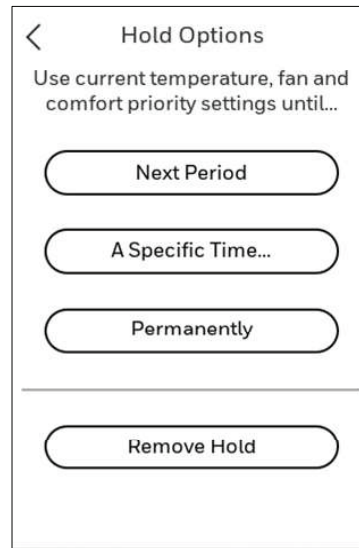 Hold Options
Use current temperature, fan and
comfort priority settings until...
Next Period
A Specific Time...
Permanently
Remove Hold